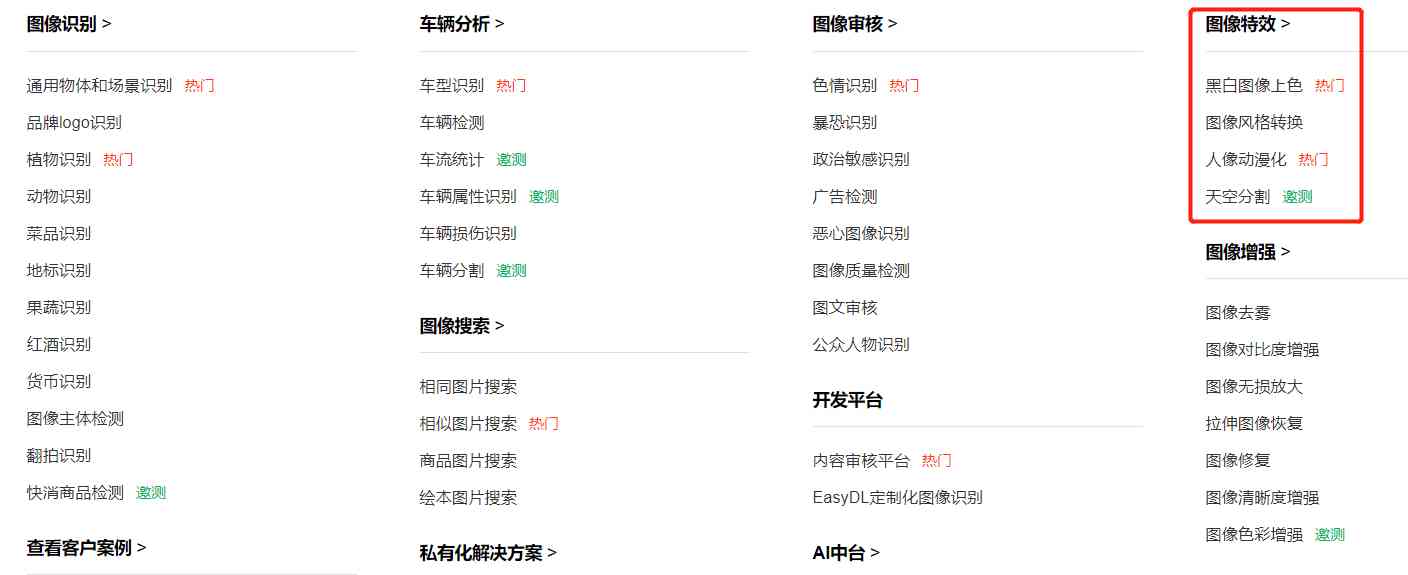 图像识别 >
通用物体和场景识别 热门
品牌logo识别
植物识别 热门
动物识别
菜品识别
地标识别
果蔬识别
红酒识别
货币识别
图像主体检测
翻拍识别
快消商品检测 邀测
查看客户案例 >
车辆分析 >
车型识别 热门
车辆检测
车流统计 邀测
车辆属性识别 邀测
车辆损伤识别
车辆分割 邀测
图像搜索 >
相同图片搜索
相似图片搜索 热门
商品图片搜索
绘本图片搜索
私有化解决方案 >
图像审核 >
色情识别 热门
暴恐识别
政治敏感识别
广告检测
恶心图像识别
图像质量检测
图文审核
公众人物识别
开发平台
内容审核平台 热门
EasyDL定制化图像识别
AI中台 >
图像特效 >
黑白图像上色 热门
图像风格转换
人像动漫化 热门
天空分割 邀测
图像增强 >
图像去雾
图像对比度增强
图像无损放大
拉伸图像恢复
图像修复
图像清晰度增强
图像色彩增强 邀测